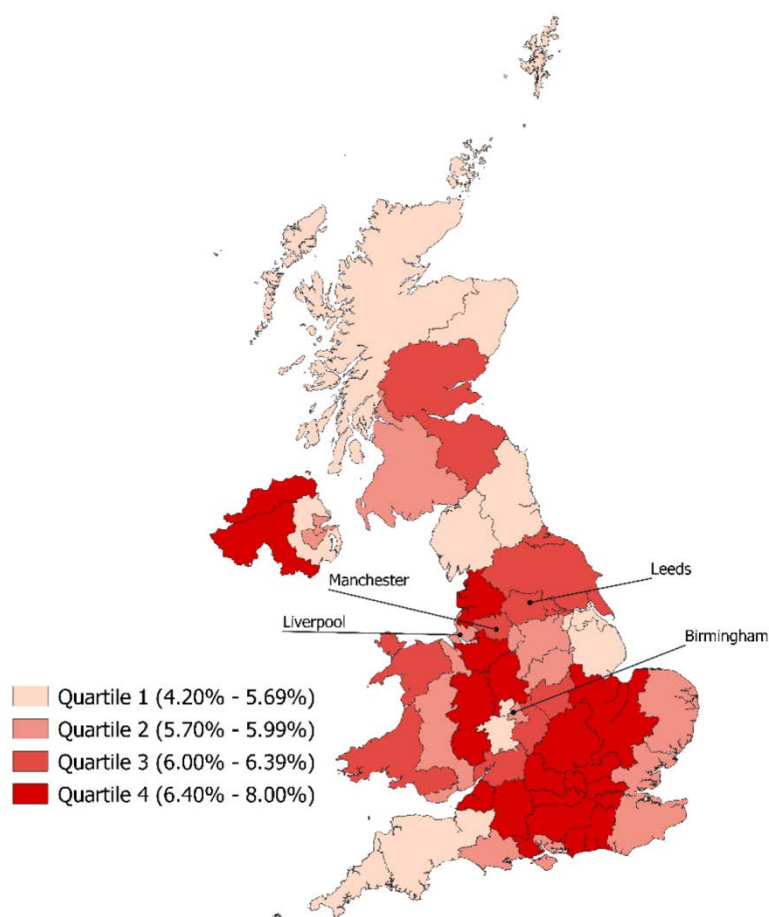 Leeds
Manchester
Liverpool
Birmingham
Quartile 1 (4.20% - 5.69%)
Quartile 2 (5.70% - 5.99%)
Quartile 3 (6.00% - 6.39%)
Quartile 4 (6.40% - 8.00%)